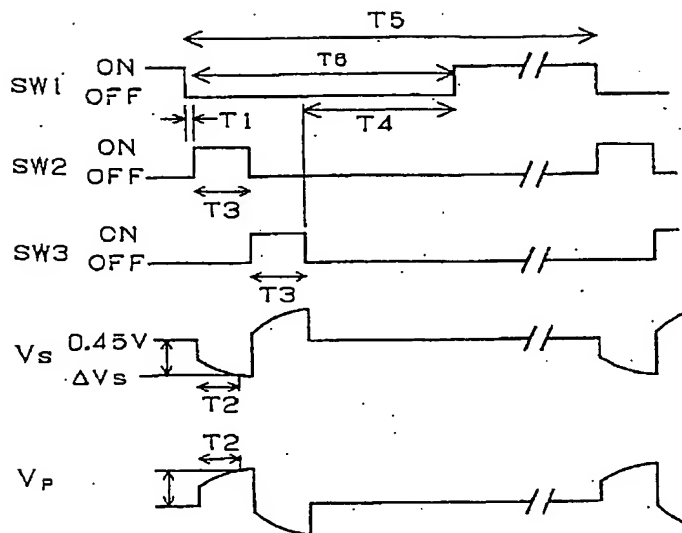 T5
T6
SW1 ON
OFF
T1
T4
SW2 ON
OFF
T3
SW3 ON
OFF
T3
Vs 0.45V
ΔVs
T2
T2
VP